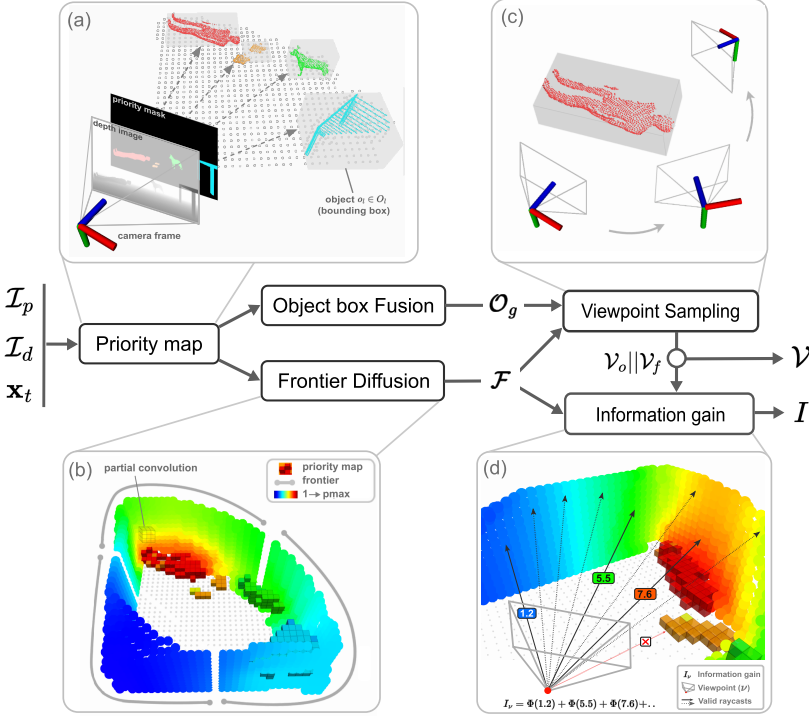 (a)
priority mask
depth image
camera frame
object o_l ∈ O_l
(bounding box)
(c)
𝓘_p
𝓘_d
𝐱_t
Priority map
Object box Fusion
Frontier Diffusion
𝓞_g
𝓕
Viewpoint Sampling
𝓥_o||𝓥_f
Information gain
𝓥
I
(b)
partial convolution
priority map
frontier
1→ pmax
(d)
1.2
5.5
7.6
I_ν = Φ(1.2) + Φ(5.5) + Φ(7.6)+..
I_ν Information gain
Viewpoint (𝒱)
Valid raycasts